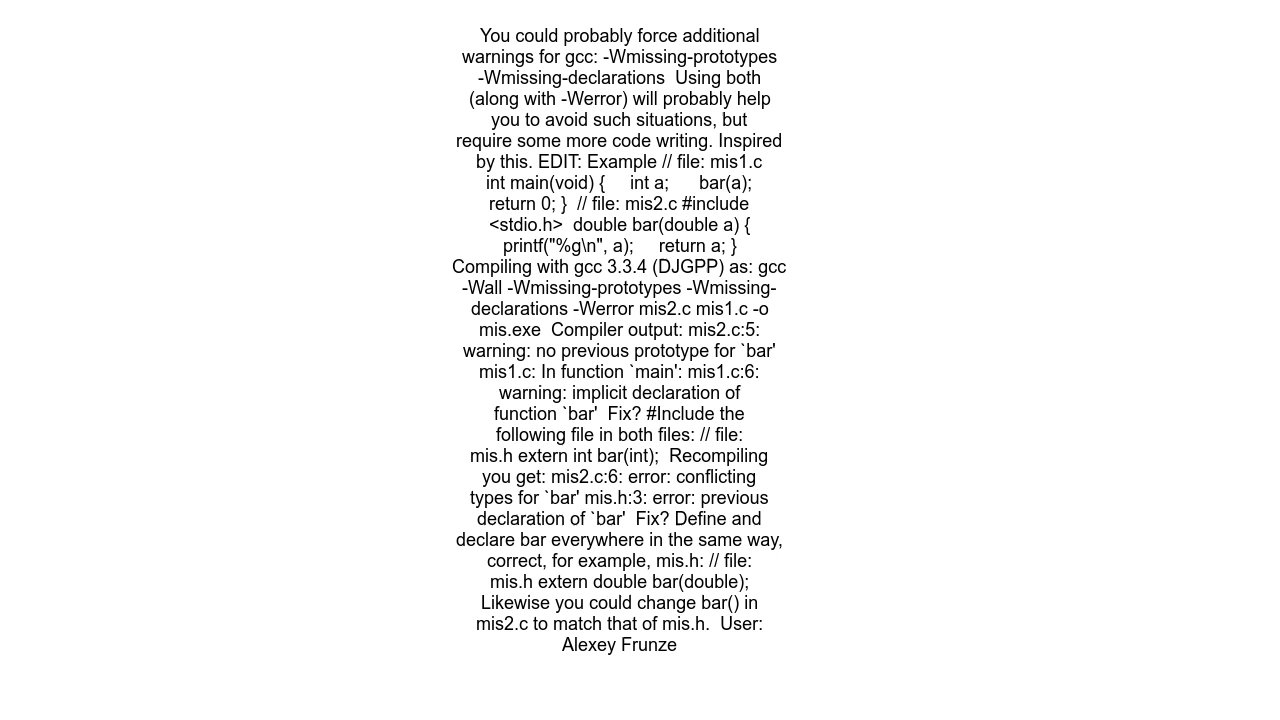 You could probably force additional
warnings for gcc: -Wmissing-prototypes
-Wmissing-declarations  Using both
(along with -Werror) will probably help
you to avoid such situations, but
require some more code writing. Inspired
by this. EDIT: Example // file: mis1.c
int main(void) {     int a;      bar(a);
return 0; }  // file: mis2.c #include
<stdio.h>  double bar(double a) {
printf("%g\n", a);     return a; }
Compiling with gcc 3.3.4 (DJGPP) as: gcc
-Wall -Wmissing-prototypes -Wmissing-
declarations -Werror mis2.c mis1.c -o
mis.exe  Compiler output: mis2.c:5:
warning: no previous prototype for `bar'
mis1.c: In function `main': mis1.c:6:
warning: implicit declaration of
function `bar'  Fix? #Include the
following file in both files: // file:
mis.h extern int bar(int);  Recompiling
you get: mis2.c:6: error: conflicting
types for `bar' mis.h:3: error: previous
declaration of `bar'  Fix? Define and
declare bar everywhere in the same way,
correct, for example, mis.h: // file:
mis.h extern double bar(double);
Likewise you could change bar() in
mis2.c to match that of mis.h.  User:
Alexey Frunze